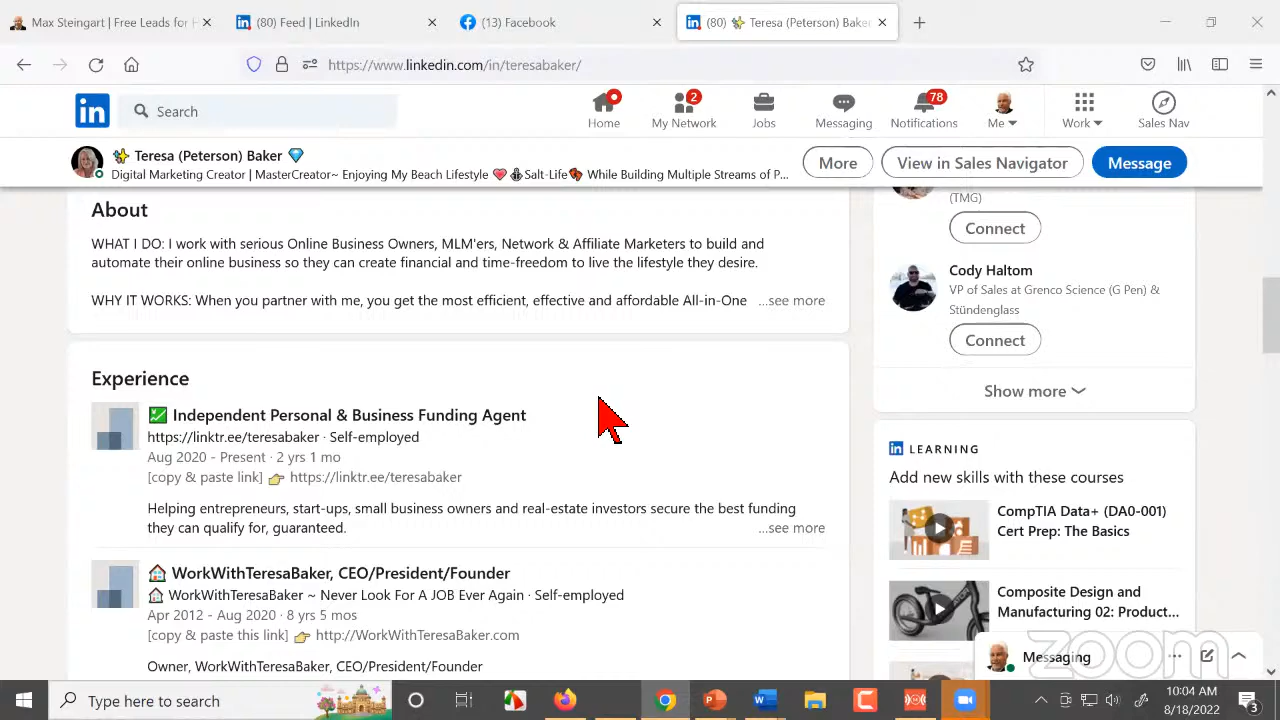 Max Steingart | Free Leads for
(80) Feed | LinkedIn
(13) Facebook
(80) ✨ Teresa (Peterson) Bake
https://www.linkedin.com/in/teresabaker/
in
Search
Home
2
My Network
Jobs
Messaging
78
Notifications
Me
Work
Sales Nav
✨ Teresa (Peterson) Baker 💎
Digital Marketing Creator | MasterCreator~ Enjoying My Beach Lifestyle Salt-Life While Building Multiple Streams of P...
More
View in Sales Navigator
Message
About
WHAT I DO: I work with serious Online Business Owners, MLM'ers, Network & Affiliate Marketers to build and
automate their online business so they can create financial and time-freedom to live the lifestyle they desire.
WHY IT WORKS: When you partner with me, you get the most efficient, effective and affordable All-in-One ...see more
Experience
💹 Independent Personal & Business Funding Agent
https://linktr.ee/teresabaker · Self-employed
Aug 2020 - Present · 2 yrs 1 mo
[copy & paste link] 👉 https://linktr.ee/teresabaker
Helping entrepreneurs, start-ups, small business owners and real-estate investors secure the best funding
they can qualify for, guaranteed. ...see more
🏠 WorkWithTeresaBaker, CEO/President/Founder
🏠 WorkWithTeresaBaker ~ Never Look For A JOB Ever Again · Self-employed
Apr 2012 - Aug 2020 · 8 yrs 5 mos
[copy & paste this link] 👉 http://WorkWithTeresaBaker.com
Owner, WorkWithTeresaBaker, CEO/President/Founder
(TMG)
Connect
Cody Haltom
VP of Sales at Grenco Science (G Pen) &
Stündenglass
Connect
Show more
in LEARNING
Add new skills with these courses
CompTIA Data+ (DA0-001)
Cert Prep: The Basics
Composite Design and
Manufacturing 02: Product...
Messaging
zoom
Type here to search
10:04 AM
8/18/2022
3